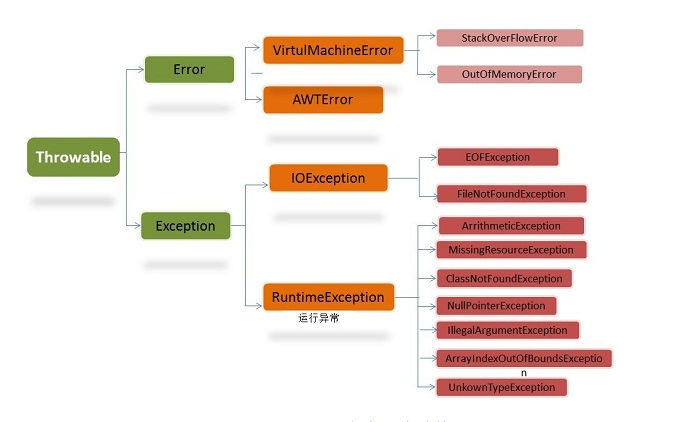 Throwable
Error
VirtulMachineError
StackOverFlowError
OutOfMemoryError
AWTError
Exception
IOException
EOFException
FileNotFoundException
RuntimeException
运行异常
ArrithmeticException
MissingResourceException
ClassNotFoundException
NullPointerException
IllegalArgumentException
ArrayIndexOutOfBoundsExceptio
n
UnkownTypeException